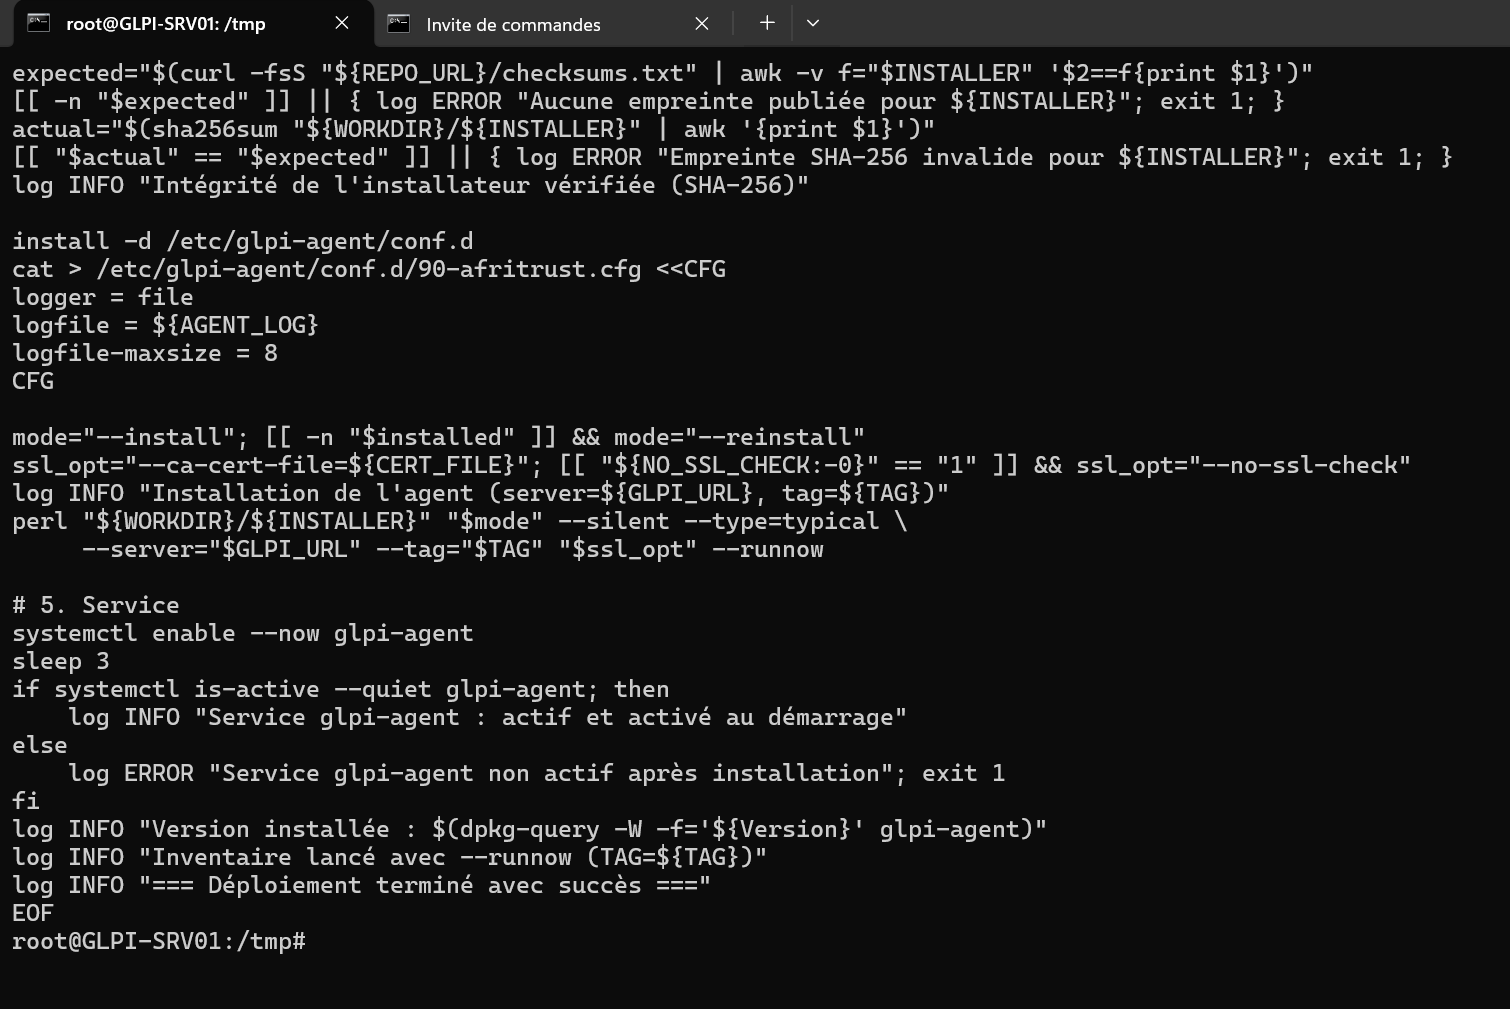 root@GLPI-SRV01: /tmp
Invite de commandes
expected="$(curl -fsS "${REPO_URL}/checksums.txt" | awk -v f="$INSTALLER" '$2==f{print $1}')"
[[ -n "$expected" ]] || { log ERROR "Aucune empreinte publiée pour ${INSTALLER}"; exit 1; }
actual="$(sha256sum "${WORKDIR}/${INSTALLER}" | awk '{print $1}')"
[[ "$actual" == "$expected" ]] || { log ERROR "Empreinte SHA-256 invalide pour ${INSTALLER}"; exit 1; }
log INFO "Intégrité de l'installateur vérifiée (SHA-256)"

install -d /etc/glpi-agent/conf.d
cat > /etc/glpi-agent/conf.d/90-afritrust.cfg <<CFG
logger = file
logfile = ${AGENT_LOG}
logfile-maxsize = 8
CFG

mode="--install"; [[ -n "$installed" ]] && mode="--reinstall"
ssl_opt="--ca-cert-file=${CERT_FILE}"; [[ "${NO_SSL_CHECK:-0}" == "1" ]] && ssl_opt="--no-ssl-check"
log INFO "Installation de l'agent (server=${GLPI_URL}, tag=${TAG})"
perl "${WORKDIR}/${INSTALLER}" "$mode" --silent --type=typical \
     --server="$GLPI_URL" --tag="$TAG" "$ssl_opt" --runnow

# 5. Service
systemctl enable --now glpi-agent
sleep 3
if systemctl is-active --quiet glpi-agent; then
    log INFO "Service glpi-agent : actif et activé au démarrage"
else
    log ERROR "Service glpi-agent non actif après installation"; exit 1
fi
log INFO "Version installée : $(dpkg-query -W -f='${Version}' glpi-agent)"
log INFO "Inventaire lancé avec --runnow (TAG=${TAG})"
log INFO "=== Déploiement terminé avec succès ==="
EOF
root@GLPI-SRV01:/tmp#